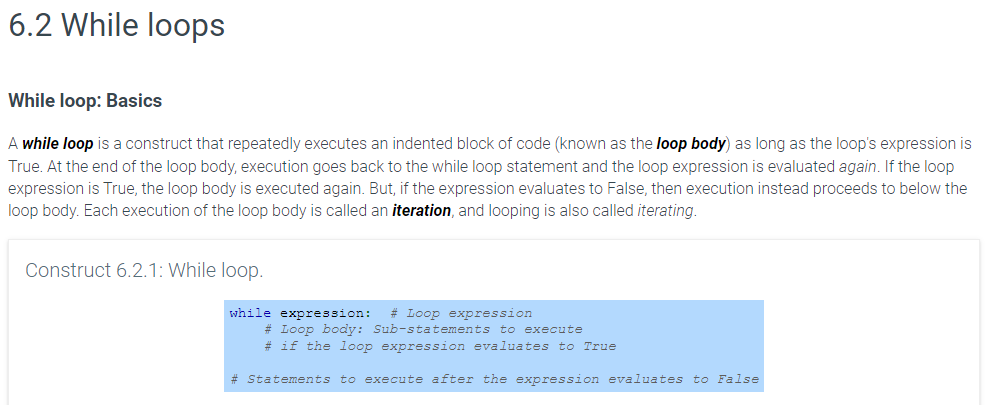 6.2 While loops
While loop: Basics
A while loop is a construct that repeatedly executes an indented block of code (known as the loop body) as long as the loop's expression is
True. At the end of the loop body, execution goes back to the while loop statement and the loop expression is evaluated again. If the loop
expression is True, the loop body is executed again. But, if the expression evaluates to False, then execution instead proceeds to below the
loop body. Each execution of the loop body is called an iteration, and looping is also called iterating.
Construct 6.2.1: While loop.
while expression:  # Loop expression
    # Loop body: Sub-statements to execute
    # if the loop expression evaluates to True
# Statements to execute after the expression evaluates to False